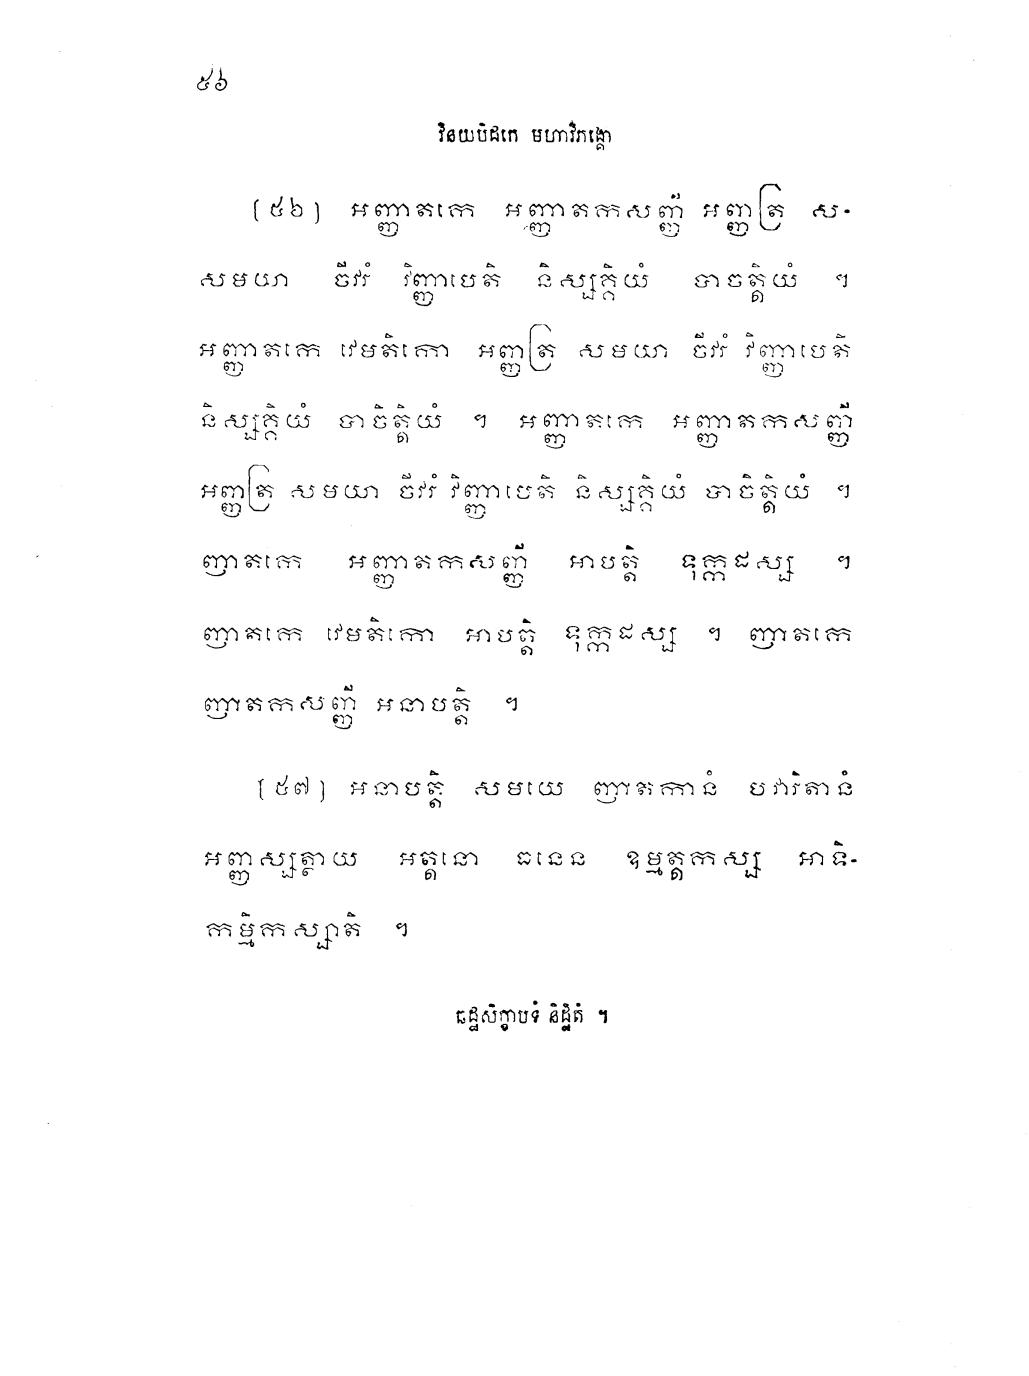 ៥៦
វិនយបិដកេ មហាវិភង្គោ
(៥៦) អញ្ញាតកេ អញ្ញាតកសញ្ញី អញ្ញត្រ ស-
សមយា ចីវរំ វិញ្ញាបេតិ និស្សគ្គិយំ បាចត្តិយំ ។
អញ្ញាតកេ វេមតិកោ អញ្ញត្រ សមយា ចីវរំ វិញ្ញាបេតិ
និស្សគ្គិយំ បាចិត្តិយំ ។ អញ្ញាតកេ អញ្ញាតកសញ្ញី
អញ្ញត្រ សមយា ចីវរំ វិញ្ញាបេតិ និស្សគ្គិយំ បាចិត្តិយំ ។
ញាតកេ អញ្ញាតកសញ្ញី អាបត្តិ ទុក្កដស្ស ។
ញាតកេ វេមតិកោ អាបត្តិ ទុក្កដស្ស ។ ញាតកេ
ញាតកសញ្ញី អនាបត្តិ ។
(៥៧) អនាបត្តិ សមយេ ញាតកានំ បវារិតានំ
អញ្ញស្សត្ថាយ អត្តនោ ធនេន ឧម្មត្តកស្ស អាទិ-
កម្មិកស្សាតិ ។
ឆដ្ឋសិក្ខាបទំ និដ្ឋិតំ ។